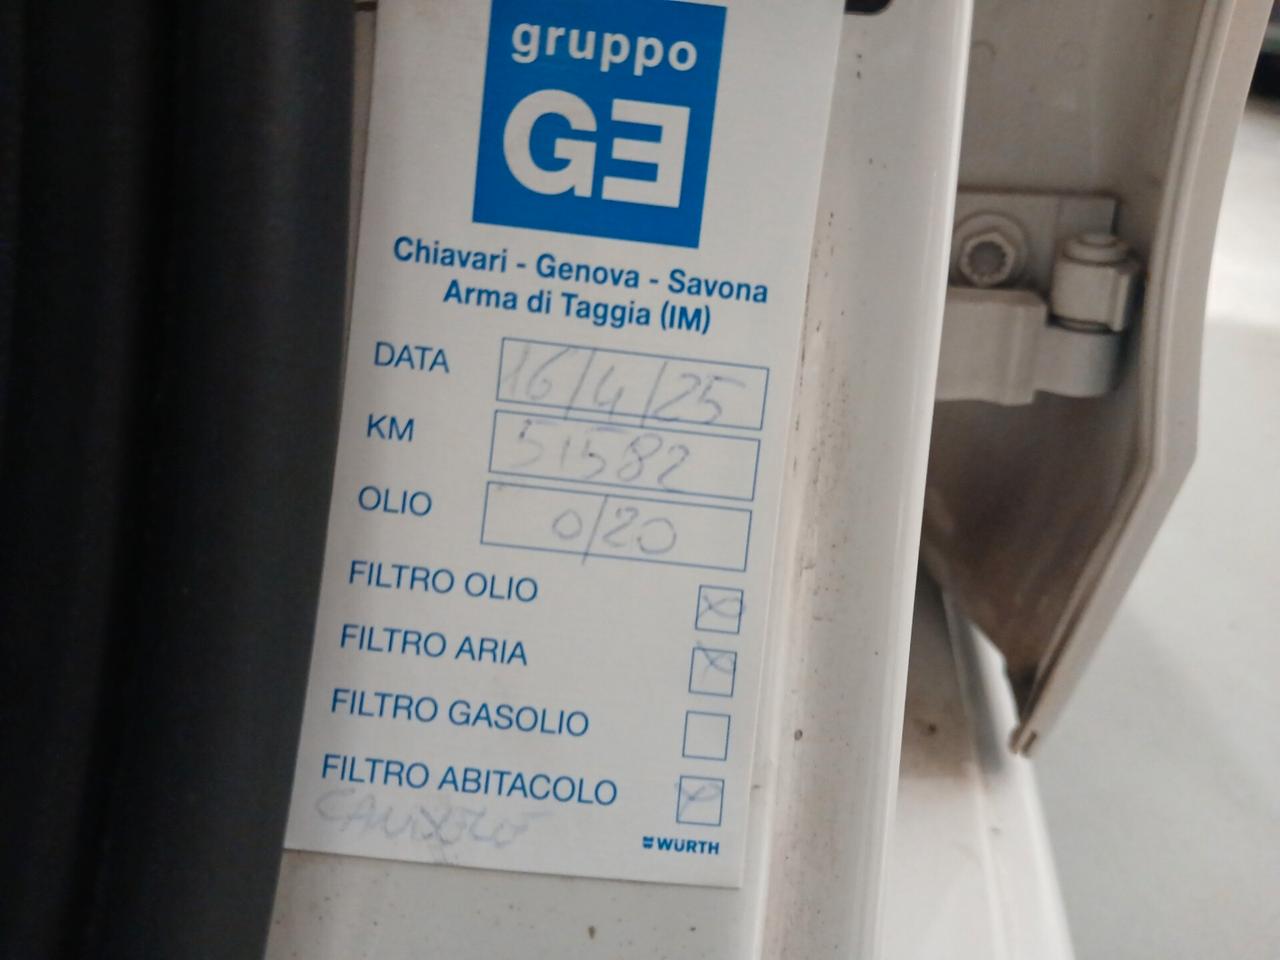 gruppo
GE
Chiavari - Genova - Savona
Arma di Taggia (IM)
DATA 16/4/25
KM 51582
OLIO 0/20
FILTRO OLIO X
FILTRO ARIA X
FILTRO GASOLIO
FILTRO ABITACOLO X
CANDELE
WÜRTH